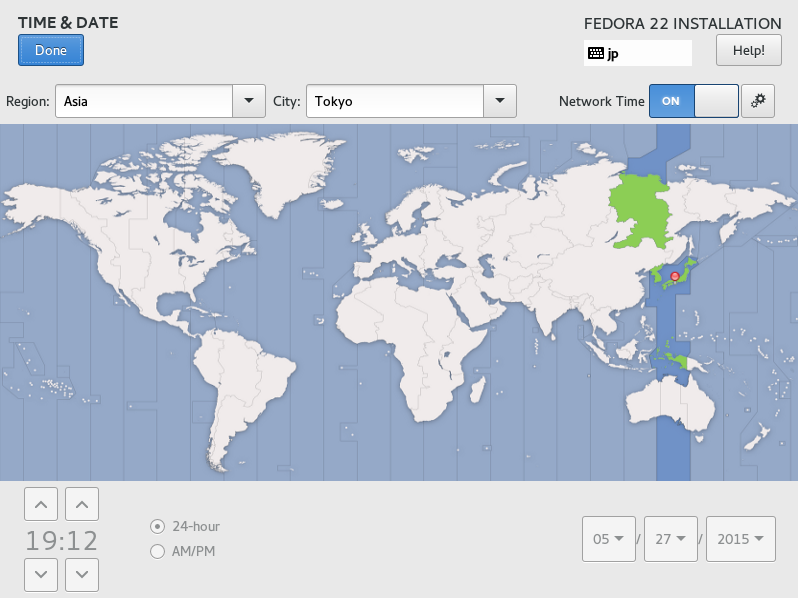 TIME & DATE
FEDORA 22 INSTALLATION
Done
jp
Help!
Region: Asia City: Tokyo Network Time ON
19:12
24-hour
AM/PM
05 / 27 / 2015